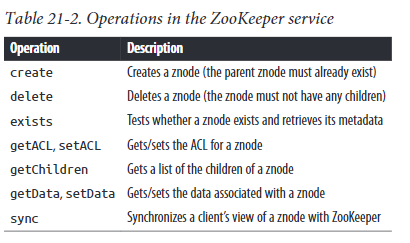 Table 21-2. Operations in the ZooKeeper service
Operation Description
create Creates a znode (the parent znode must already exist)
delete Deletes a znode (the znode must not have any children)
exists Tests whether a znode exists and retrieves its metadata
getACL, setACL Gets/sets the ACL for a znode
getChildren Gets a list of the children of a znode
getData, setData Gets/sets the data associated with a znode
sync Synchronizes a client’s view of a znode with ZooKeeper